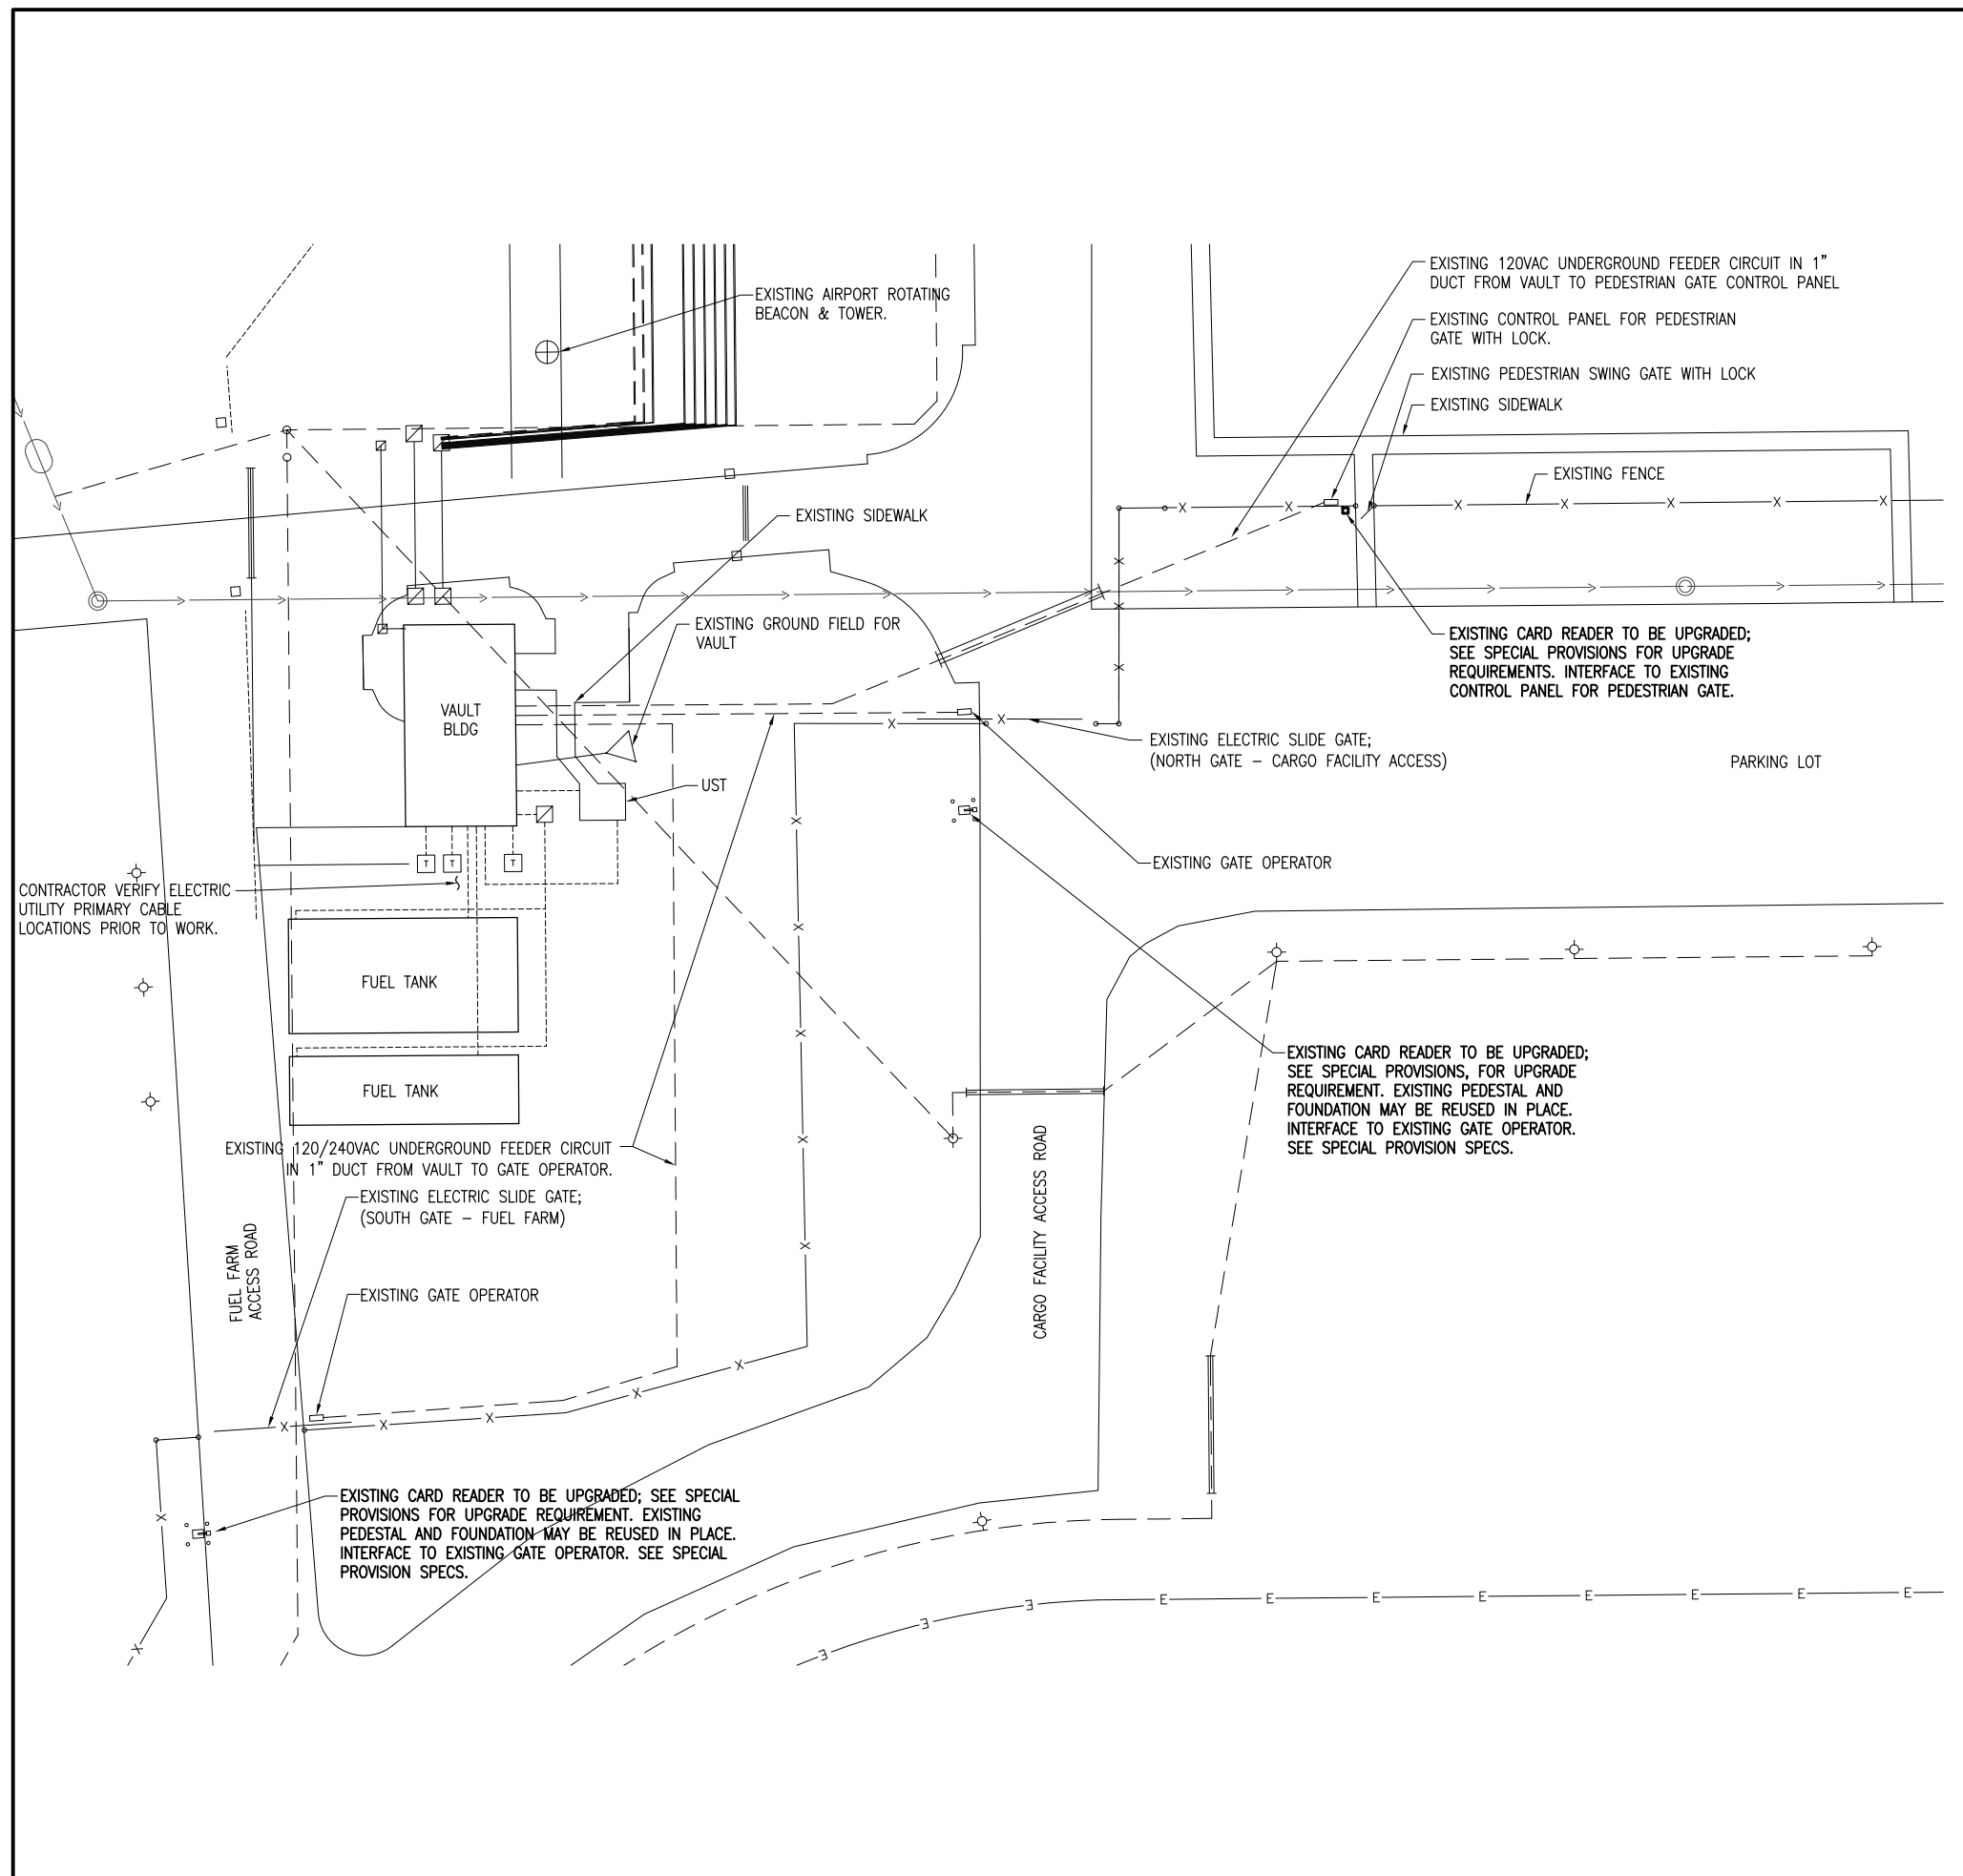 EXISTING 120VAC UNDERGROUND FEEDER CIRCUIT IN 1"
DUCT FROM VAULT TO PEDESTRIAN GATE CONTROL PANEL
EXISTING AIRPORT ROTATING
BEACON & TOWER.
EXISTING CONTROL PANEL FOR PEDESTRIAN
GATE WITH LOCK.
EXISTING PEDESTRIAN SWING GATE WITH LOCK
EXISTING SIDEWALK
EXISTING FENCE
EXISTING SIDEWALK
EXISTING GROUND FIELD FOR
VAULT
EXISTING CARD READER TO BE UPGRADED;
SEE SPECIAL PROVISIONS FOR UPGRADE
REQUIREMENTS. INTERFACE TO EXISTING
CONTROL PANEL FOR PEDESTRIAN GATE.
VAULT
BLDG
EXISTING ELECTRIC SLIDE GATE;
(NORTH GATE – CARGO FACILITY ACCESS)
PARKING LOT
UST
EXISTING GATE OPERATOR
T
T
T
CONTRACTOR VERIFY ELECTRIC
UTILITY PRIMARY CABLE
LOCATIONS PRIOR TO WORK.
FUEL TANK
FUEL TANK
EXISTING CARD READER TO BE UPGRADED;
SEE SPECIAL PROVISIONS, FOR UPGRADE
REQUIREMENT. EXISTING PEDESTAL AND
FOUNDATION MAY BE REUSED IN PLACE.
INTERFACE TO EXISTING GATE OPERATOR.
SEE SPECIAL PROVISION SPECS.
EXISTING 120/240VAC UNDERGROUND FEEDER CIRCUIT
IN 1" DUCT FROM VAULT TO GATE OPERATOR.
EXISTING ELECTRIC SLIDE GATE;
(SOUTH GATE – FUEL FARM)
FUEL FARM
ACCESS ROAD
CARGO FACILITY ACCESS ROAD
EXISTING GATE OPERATOR
EXISTING CARD READER TO BE UPGRADED; SEE SPECIAL
PROVISIONS FOR UPGRADE REQUIREMENT. EXISTING
PEDESTAL AND FOUNDATION MAY BE REUSED IN PLACE.
INTERFACE TO EXISTING GATE OPERATOR. SEE SPECIAL
PROVISION SPECS.